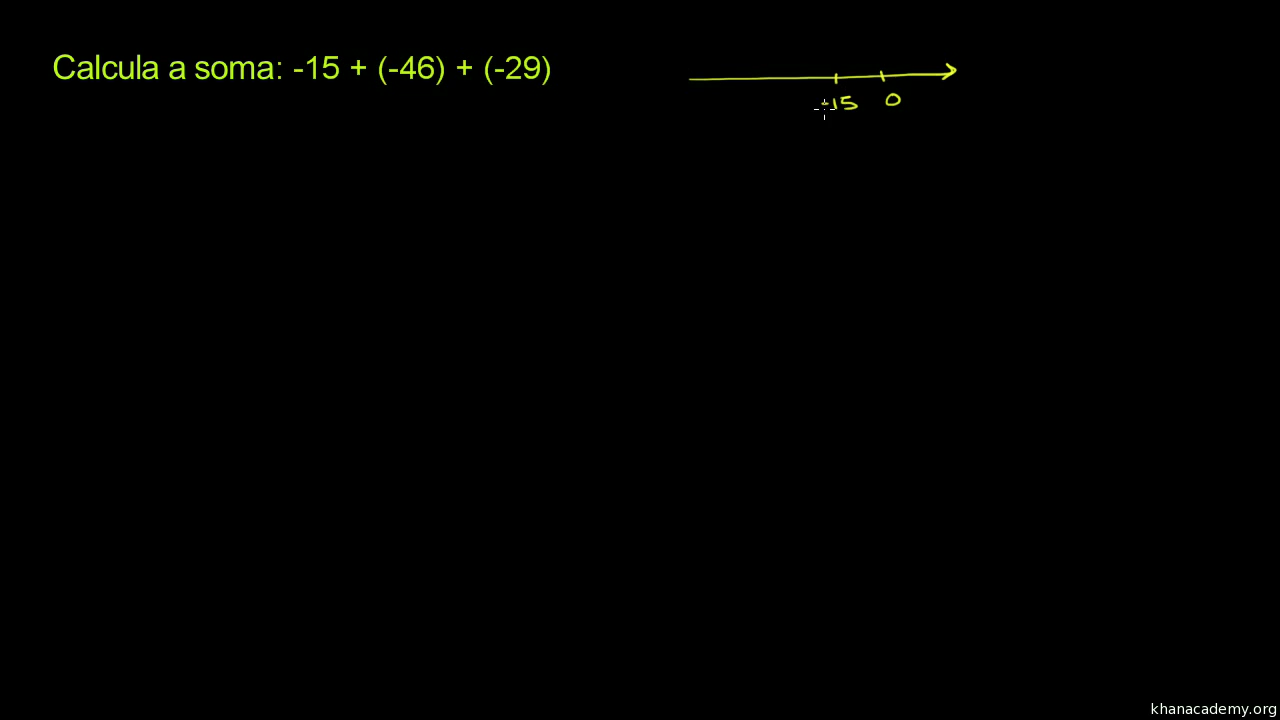 Calcula a soma: -15 + (-46) + (-29)
-15 0
khanacademy.org